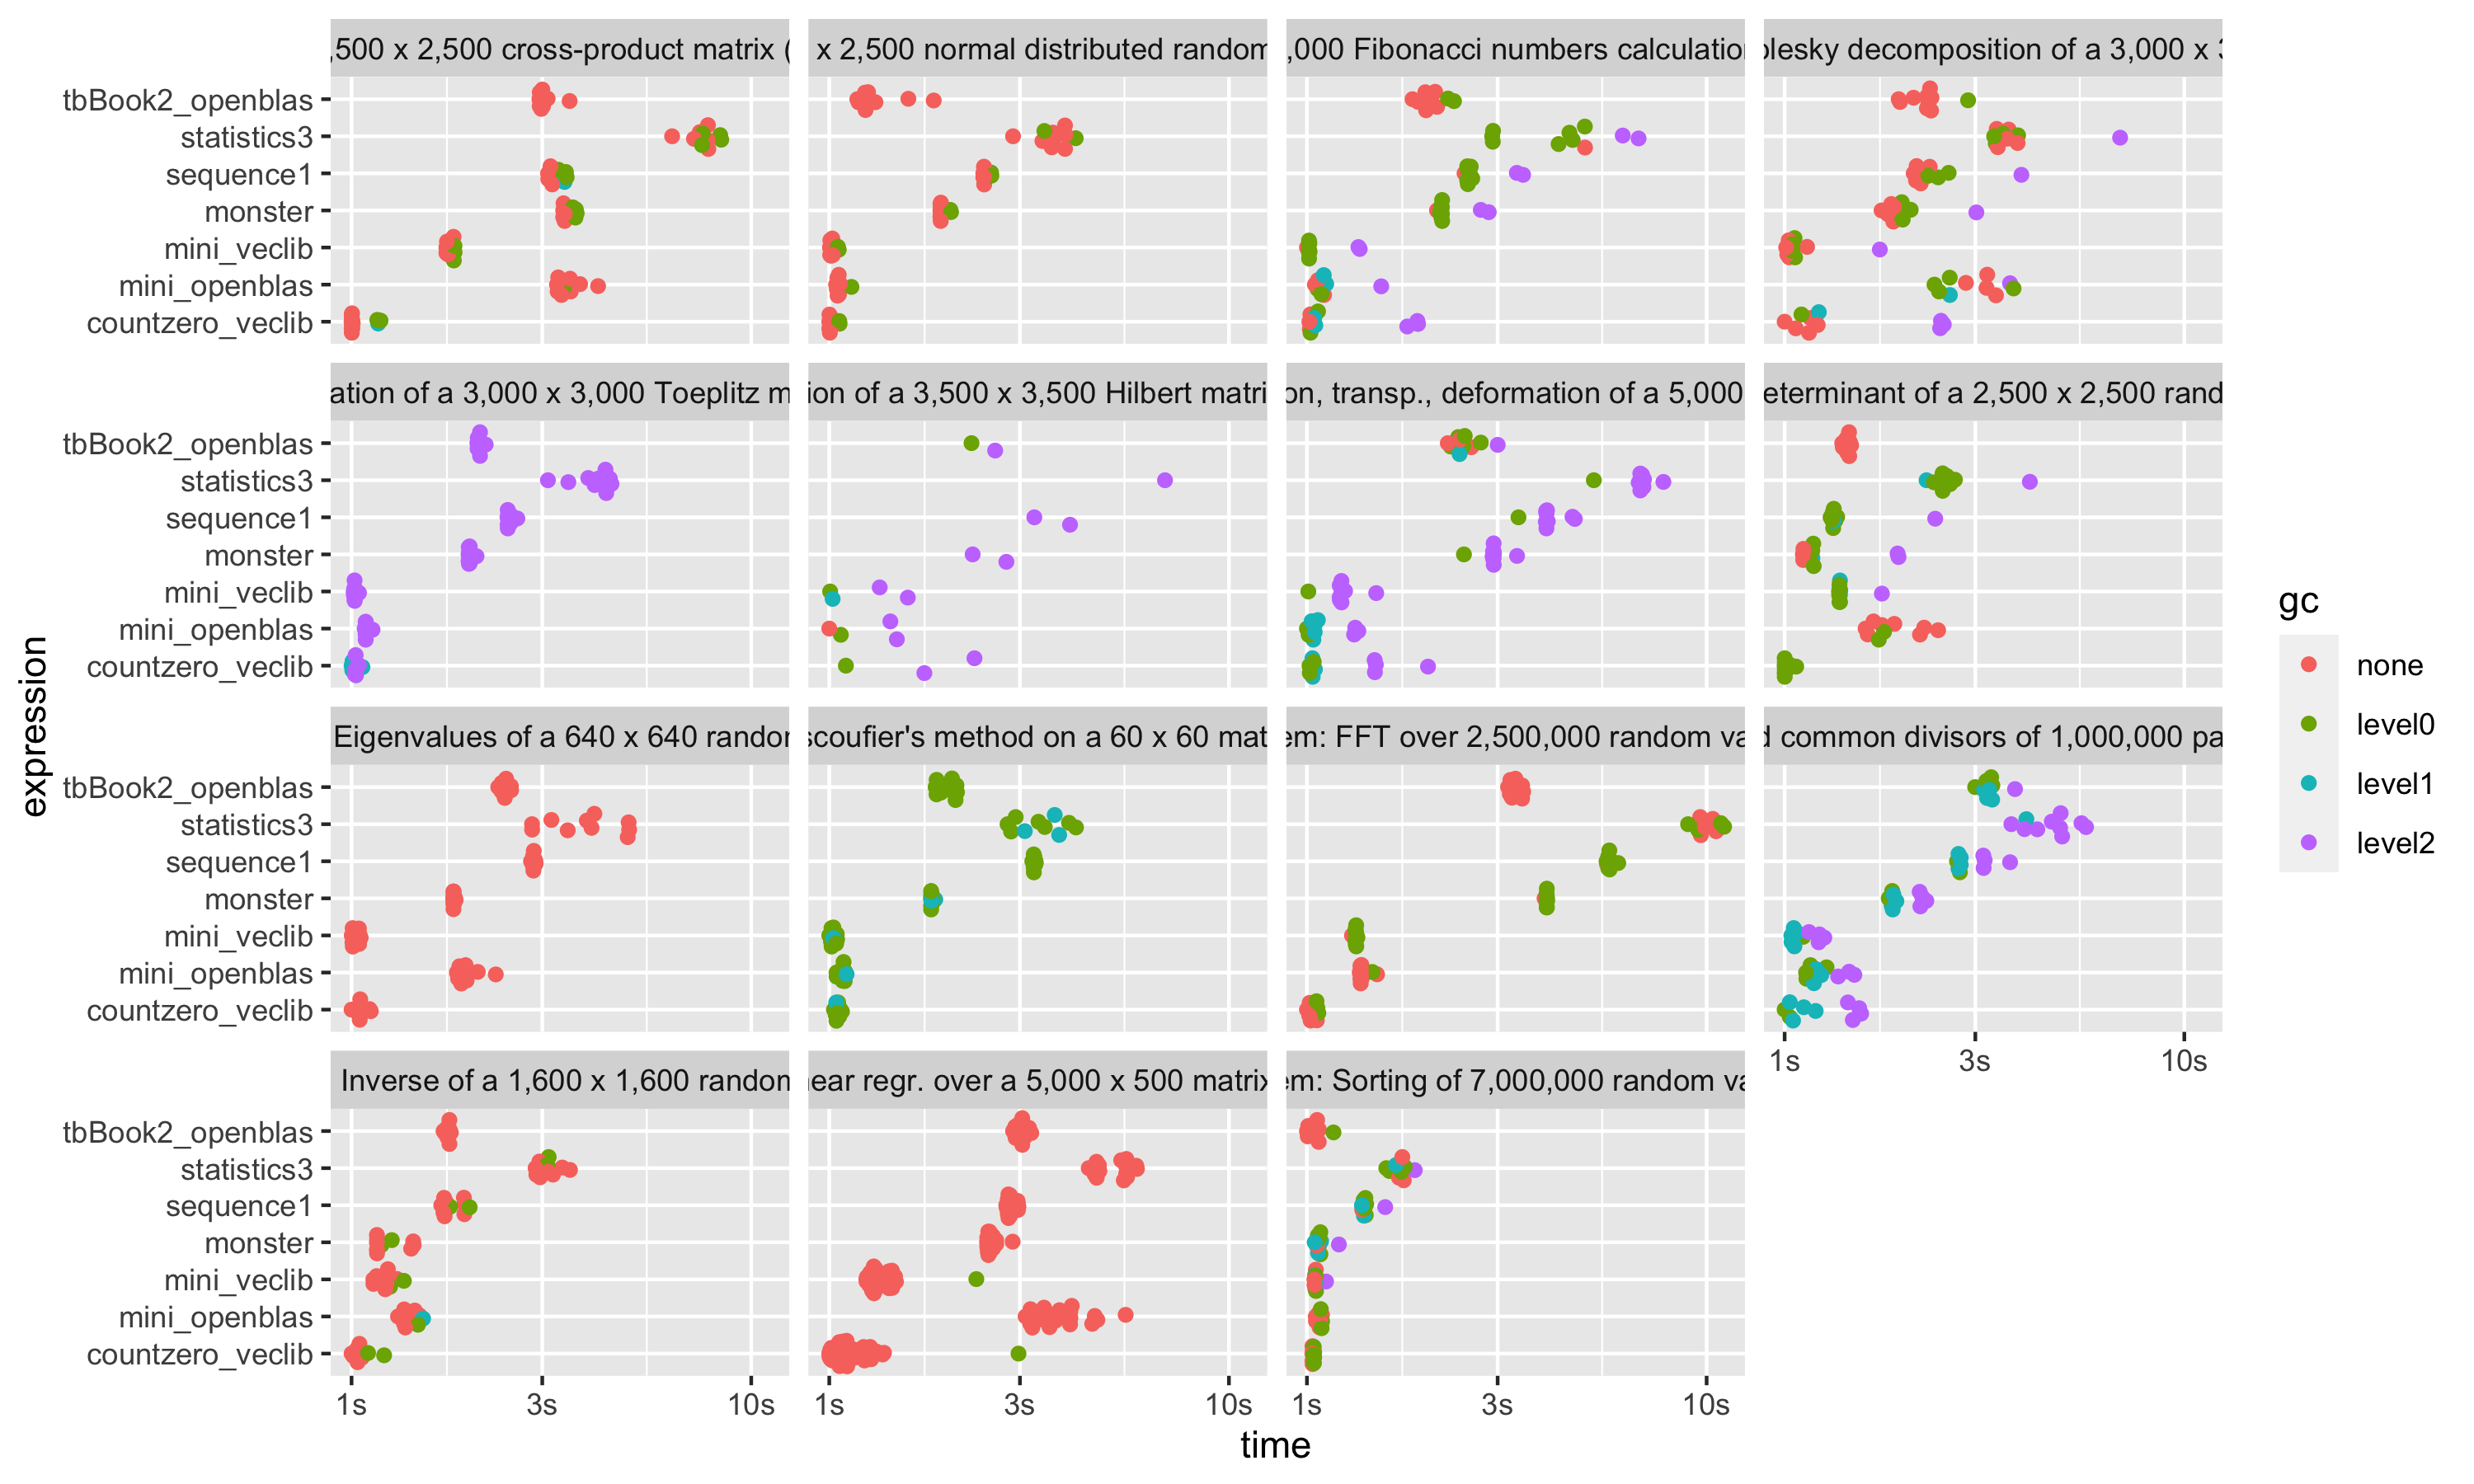 ,500 x 2,500 cross-product matrix (
x 2,500 normal distributed random
,000 Fibonacci numbers calculation
olesky decomposition of a 3,000 x 3
tbBook2_openblas
statistics3
sequence1
monster
mini_veclib
mini_openblas
countzero_veclib
ation of a 3,000 x 3,000 Toeplitz m
ion of a 3,500 x 3,500 Hilbert matri
on, transp., deformation of a 5,000
eterminant of a 2,500 x 2,500 rand
tbBook2_openblas
statistics3
sequence1
monster
mini_veclib
mini_openblas
countzero_veclib
Eigenvalues of a 640 x 640 randor
scoufier's method on a 60 x 60 mat
em: FFT over 2,500,000 random va
d common divisors of 1,000,000 pa
tbBook2_openblas
statistics3
sequence1
monster
mini_veclib
mini_openblas
countzero_veclib
1s
3s
10s
Inverse of a 1,600 x 1,600 random
near regr. over a 5,000 x 500 matrix
em: Sorting of 7,000,000 random va
tbBook2_openblas
statistics3
sequence1
monster
mini_veclib
mini_openblas
countzero_veclib
1s
3s
10s
1s
3s
10s
1s
3s
10s
time
expression
gc
none
level0
level1
level2